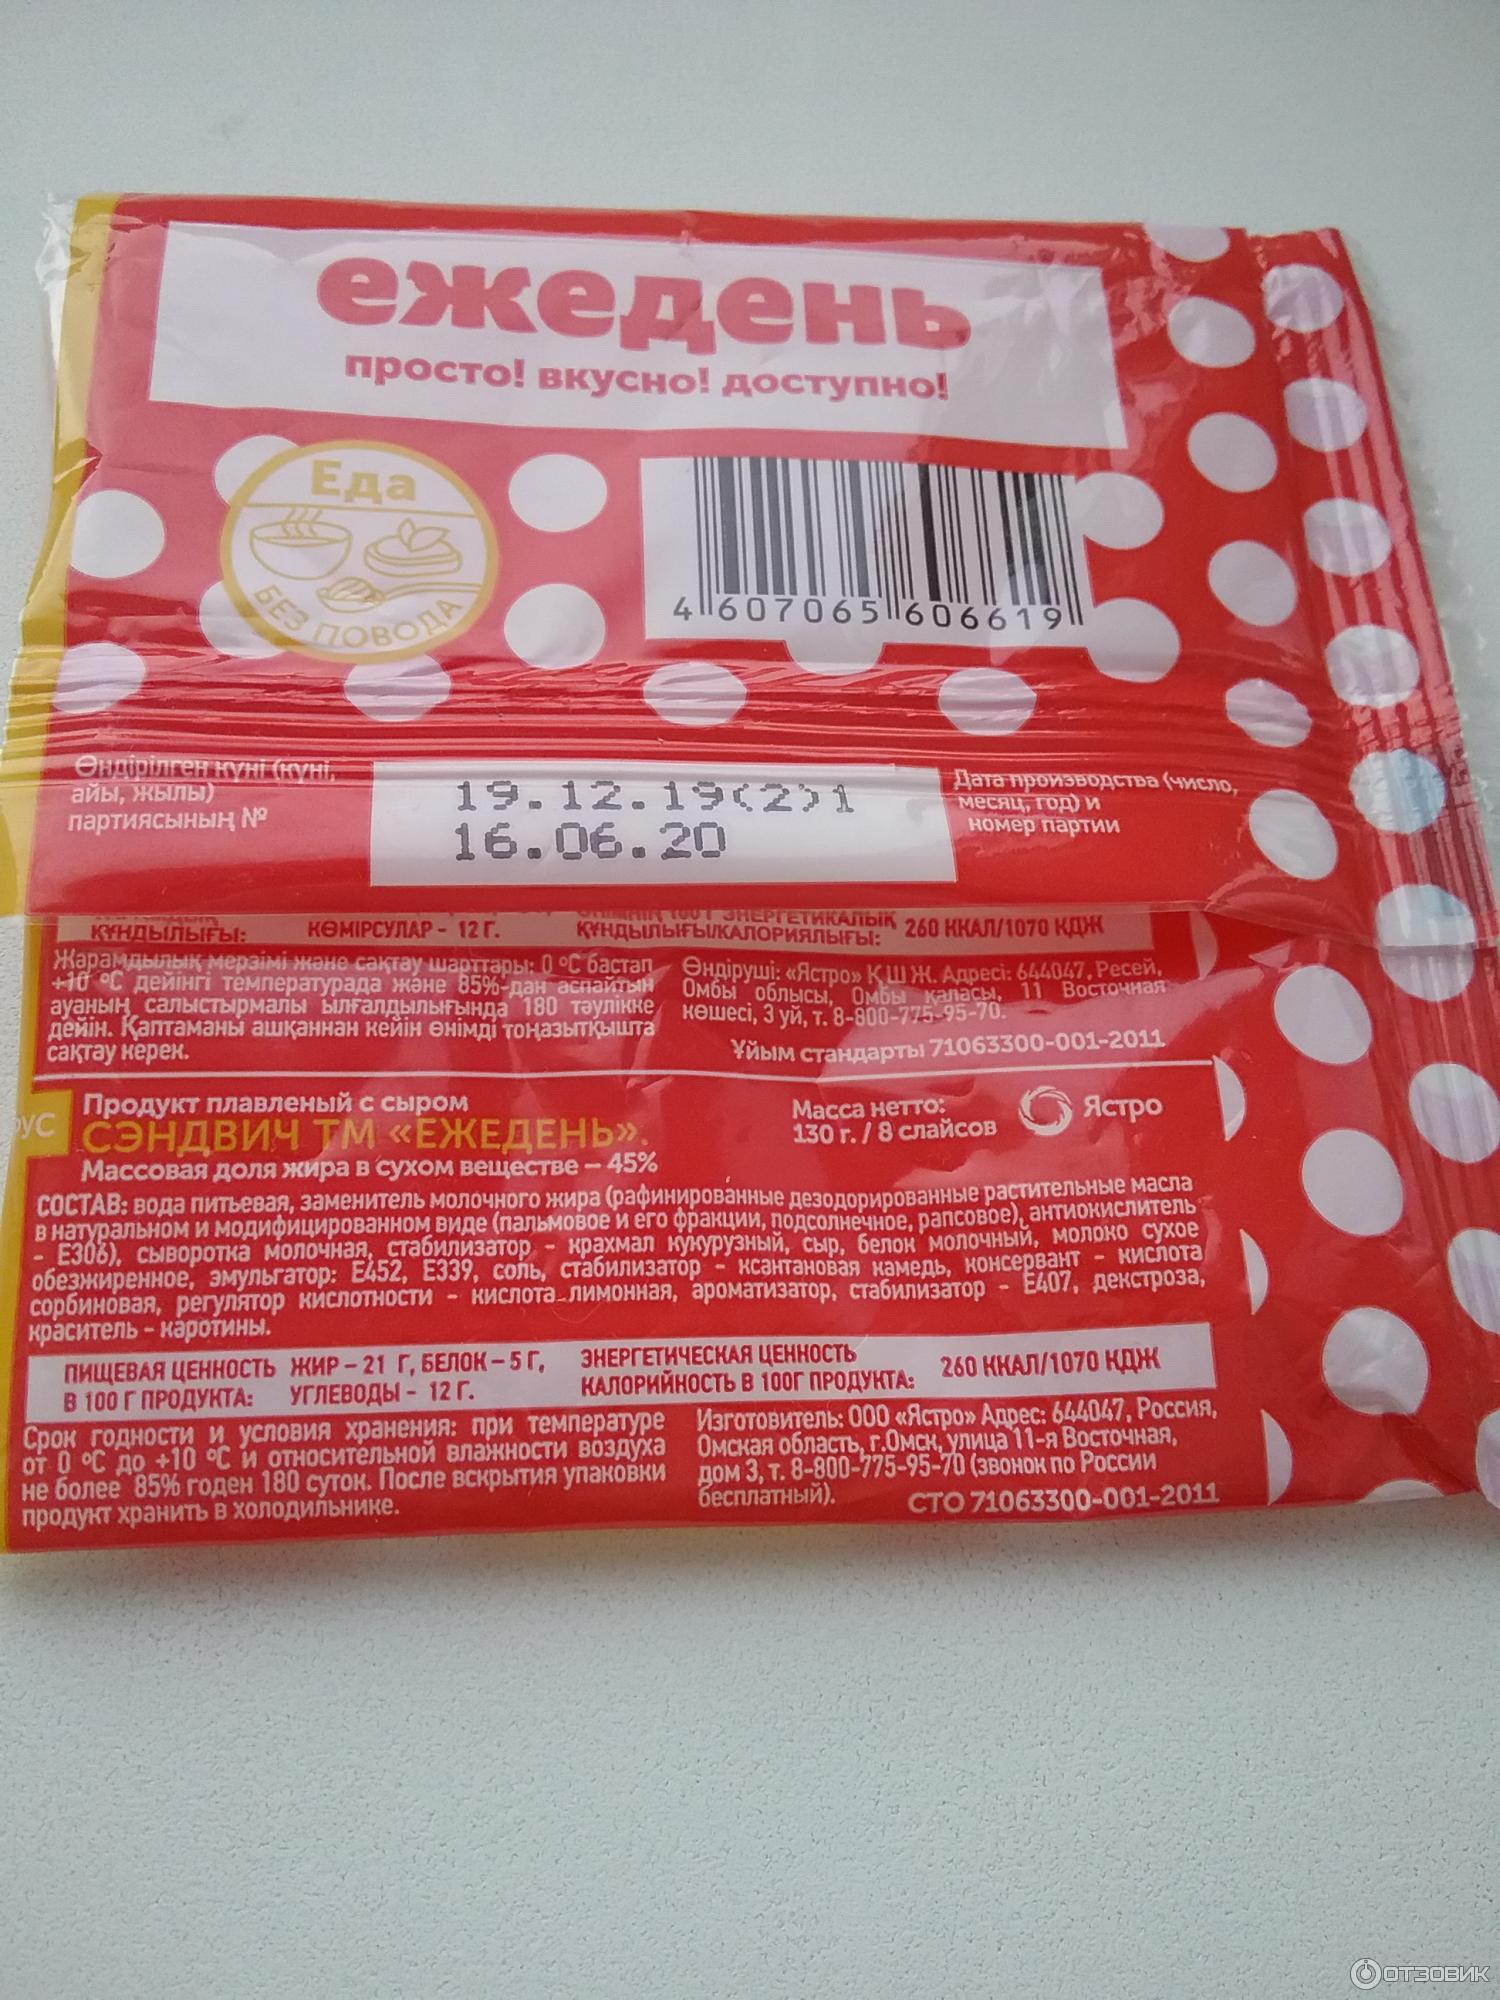 ежедень
просто! вкусно! доступно!
Еда
БЕЗ ПОВОДА
4 607065 606619
Өндірілген күні (күні,
айы, жылы)
партиясының №
19.12.19(2)1
16.06.20
Дата производства (число,
месяц, год) и
номер партии
ҚҰНДЫЛЫҒЫ:
КӨМІРСУЛАР - 12 Г.
100 Г ЭНЕРГЕТИКАЛЫҚ
ҚҰНДЫЛЫҒЫ/КАЛОРИЯЛЫҒЫ:
260 ККАЛ/1070 КДЖ
Жарамдылық мерзімі және сақтау шарттары: 0 °С бастап
+10 °С дейінгі температурада және 85%-дан аспайтын
ауаның салыстырмалы ылғалдылығында 180 тәулікке
дейін. Қаптаманы ашқаннан кейін өнімді тоңазытқышта
сақтау керек.
Өндіруші: «Ястро» ҚШЖ. Адресі: 644047, Ресей,
Омбы облысы, Омбы қаласы, 11 Восточная
көшесі, 3 үй, т. 8-800-775-95-70.
Ұйым стандарты 71063300-001-2011
РУС
Продукт плавленый с сыром
СЭНДВИЧ ТМ «ЕЖЕДЕНЬ».
Массовая доля жира в сухом веществе – 45%
Масса нетто:
130 г. / 8 слайсов
Ястро
СОСТАВ: вода питьевая, заменитель молочного жира (рафинированные дезодорированные растительные масла
в натуральном и модифицированном виде (пальмовое и его фракции, подсолнечное, рапсовое), антиокислитель
- Е306), сыворотка молочная, стабилизатор - крахмал кукурузный, сыр, белок молочный, молоко сухое
обезжиренное, эмульгатор: Е452, Е339, соль, стабилизатор - ксантановая камедь, консервант - кислота
сорбиновая, регулятор кислотности - кислота лимонная, ароматизатор, стабилизатор - Е407, декстроза,
краситель - каротины.
ПИЩЕВАЯ ЦЕННОСТЬ
В 100 Г ПРОДУКТА:
ЖИР – 21 Г, БЕЛОК – 5 Г,
УГЛЕВОДЫ - 12 Г.
ЭНЕРГЕТИЧЕСКАЯ ЦЕННОСТЬ
КАЛОРИЙНОСТЬ В 100Г ПРОДУКТА:
260 ККАЛ/1070 КДЖ
Срок годности и условия хранения: при температуре
от 0 °С до +10 °С и относительной влажности воздуха
не более 85% годен 180 суток. После вскрытия упаковки
продукт хранить в холодильнике.
Изготовитель: ООО «Ястро» Адрес: 644047, Россия,
Омская область, г.Омск, улица 11-я Восточная,
дом 3, т. 8-800-775-95-70 (звонок по России
бесплатный).
СТО 71063300-001-2011
ОТЗОВИК